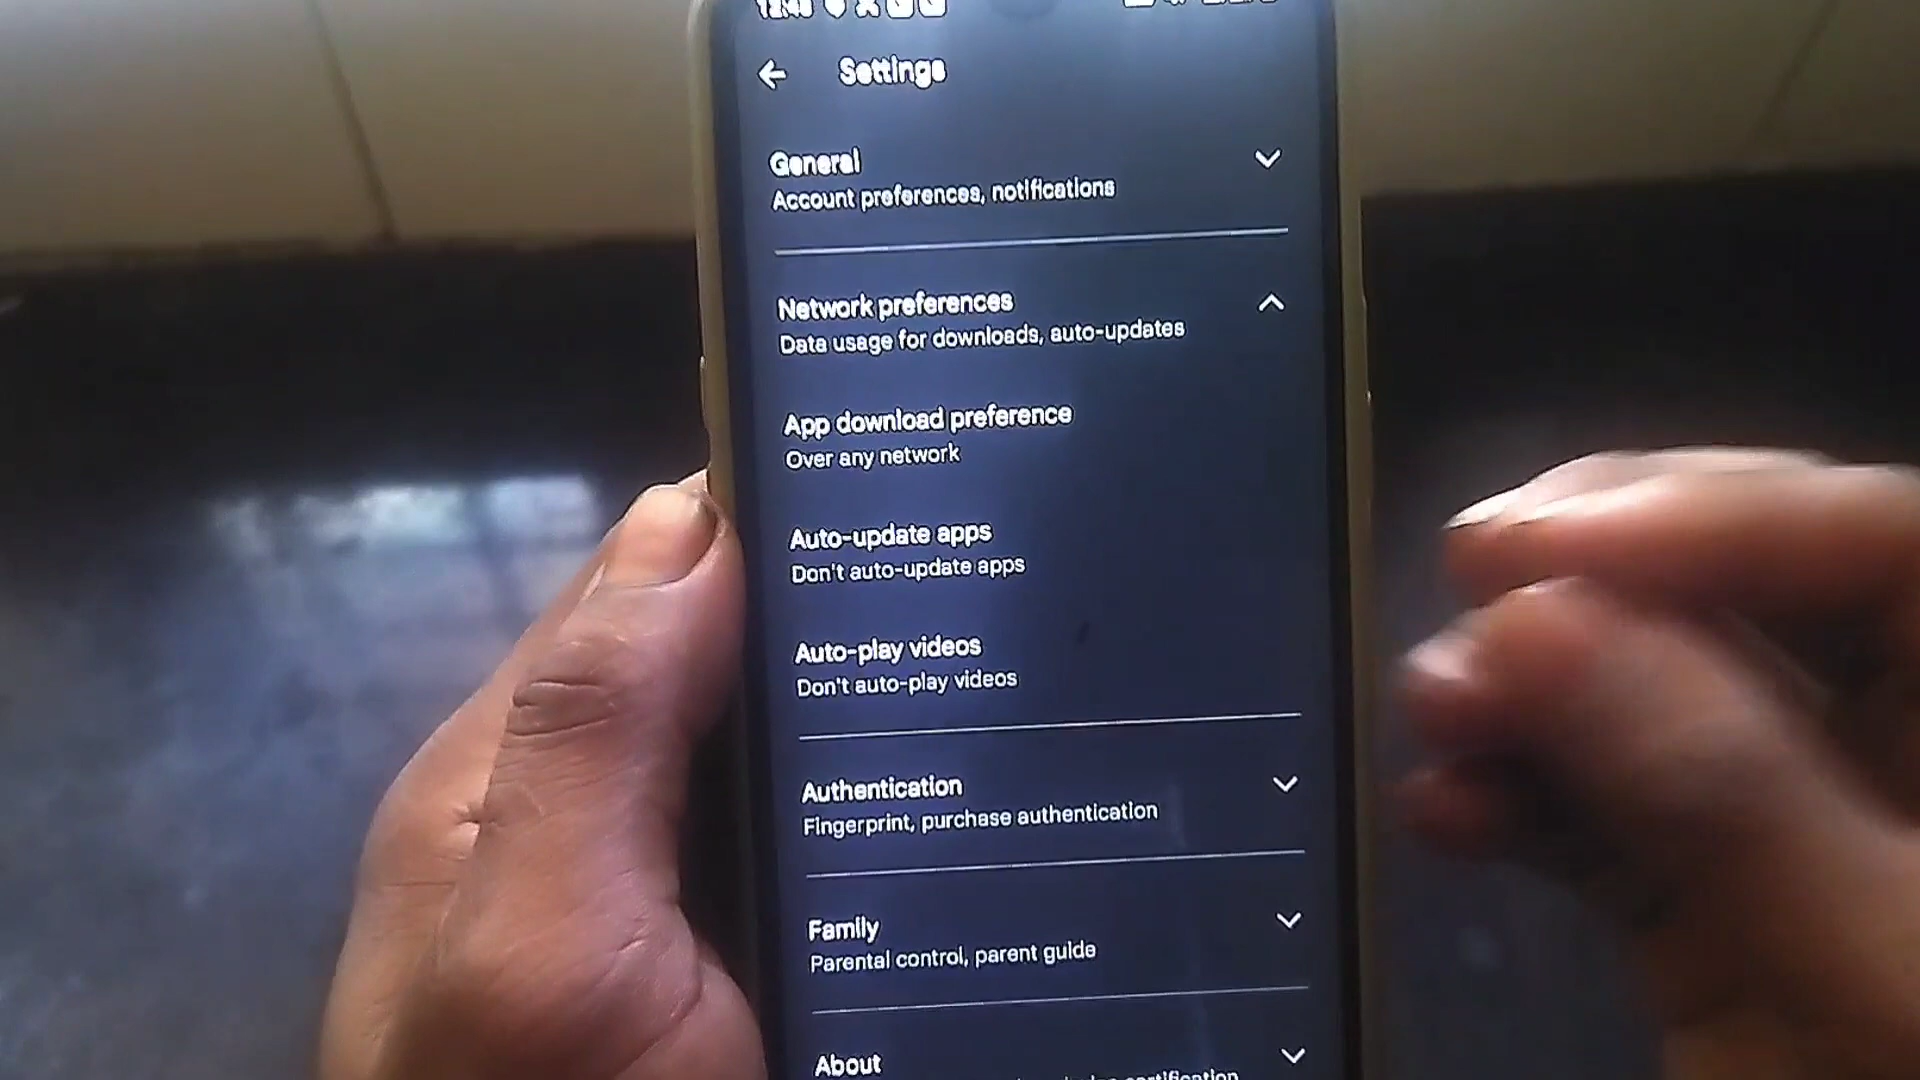 Settings
General
Account preferences, notifications
Network preferences
Data usage for downloads, auto-updates
App download preference
Over any network
Auto-update apps
Don't auto-update apps
Auto-play videos
Don't auto-play videos
Authentication
Fingerprint, purchase authentication
Family
Parental control, parent guide
About
certification